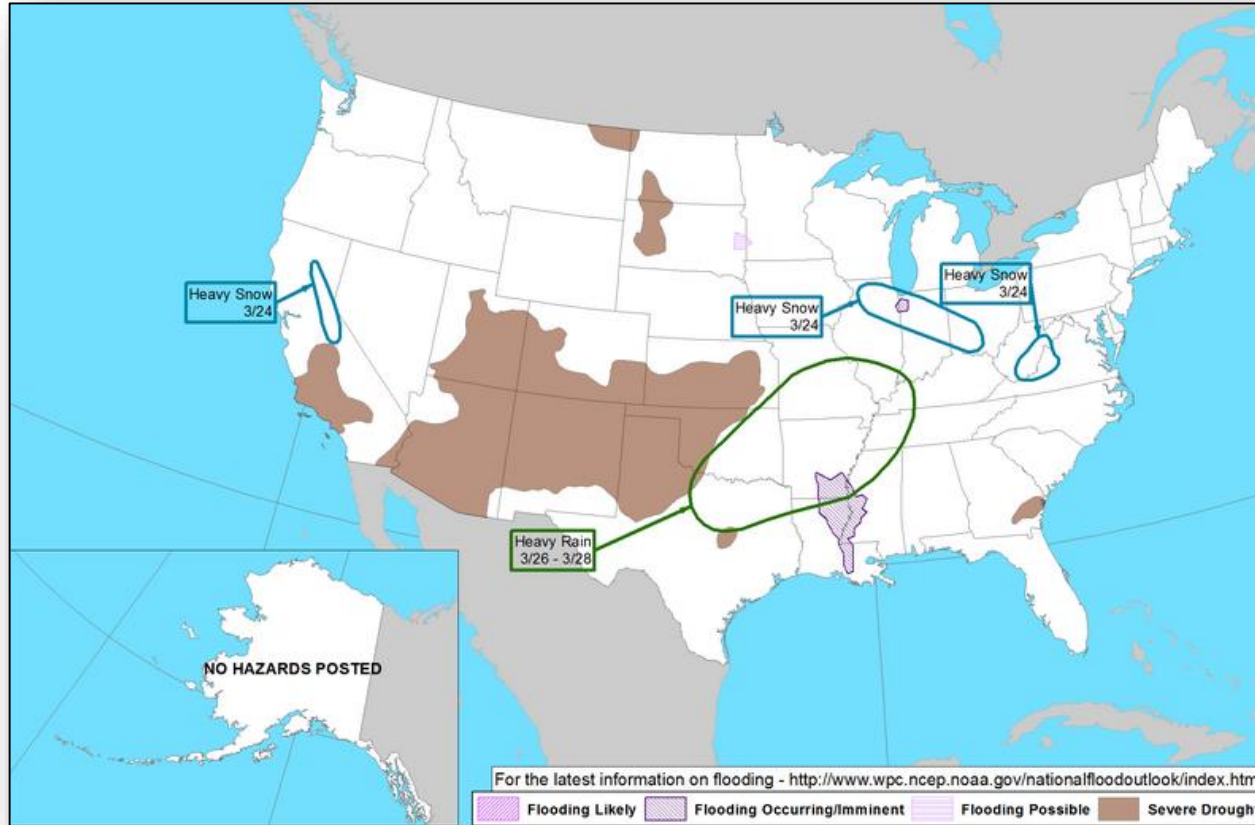 Heavy Snow
3/24
Heavy Snow
3/24
Heavy Snow
3/24
Heavy Rain
3/26 - 3/28
NO HAZARDS POSTED
For the latest information on flooding - http://www.wpc.ncep.noaa.gov/nationalfloodoutlook/index.htm
Flooding Likely Flooding Occurring/Imminent Flooding Possible Severe Drough